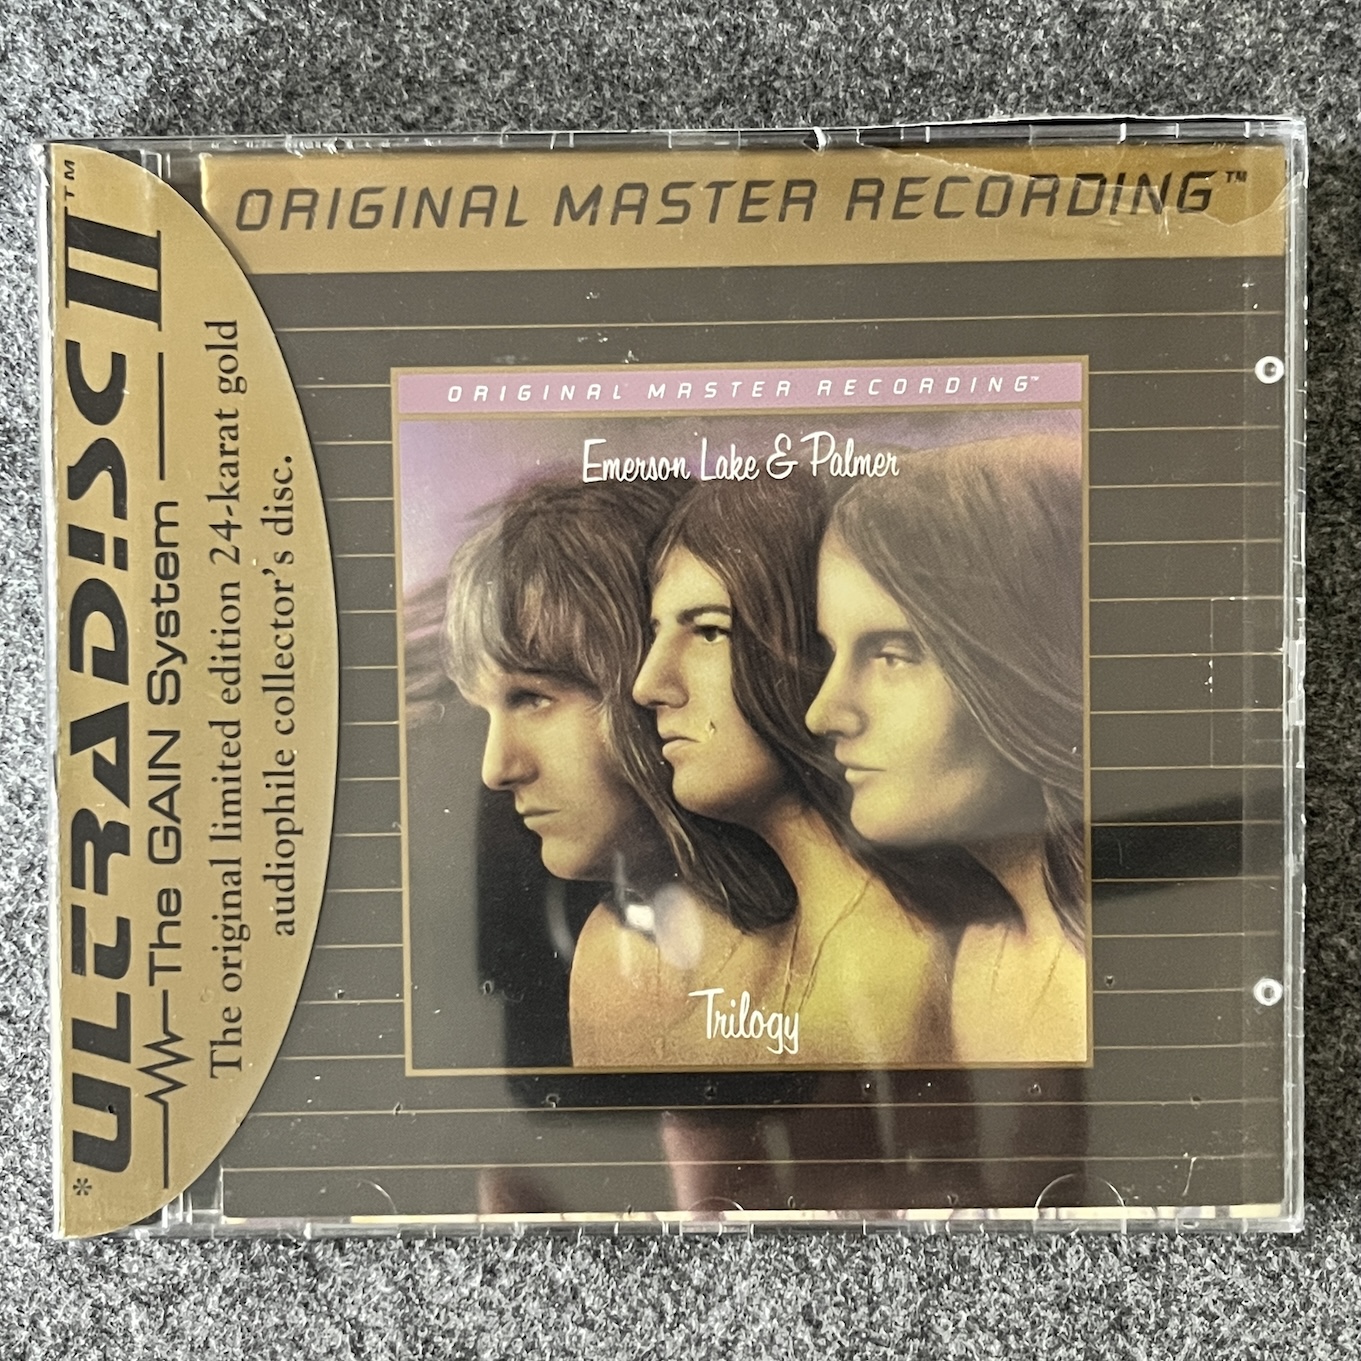 ORIGINAL MASTER RECORDING™
*ULTRADISC II™
The GAIN System
The original limited edition 24-karat gold
audiophile collector's disc.
ORIGINAL MASTER RECORDING™
Emerson Lake & Palmer
Trilogy